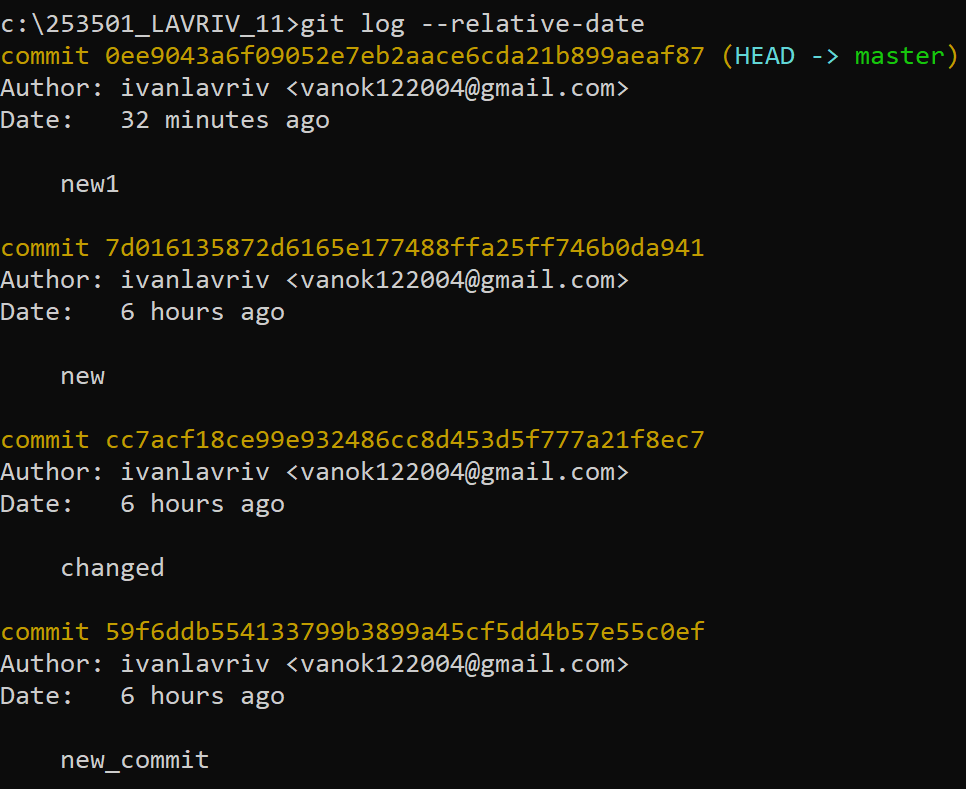 c:\253501_LAVRIV_11>git log --relative-date
commit 0ee9043a6f09052e7eb2aace6cda21b899aeaf87 (HEAD -> master)
Author: ivanlavriv <vanok122004@gmail.com>
Date:   32 minutes ago
    new1
commit 7d016135872d6165e177488ffa25ff746b0da941
Author: ivanlavriv <vanok122004@gmail.com>
Date:   6 hours ago
    new
commit cc7acf18ce99e932486cc8d453d5f777a21f8ec7
Author: ivanlavriv <vanok122004@gmail.com>
Date:   6 hours ago
    changed
commit 59f6ddb554133799b3899a45cf5dd4b57e55c0ef
Author: ivanlavriv <vanok122004@gmail.com>
Date:   6 hours ago
    new_commit